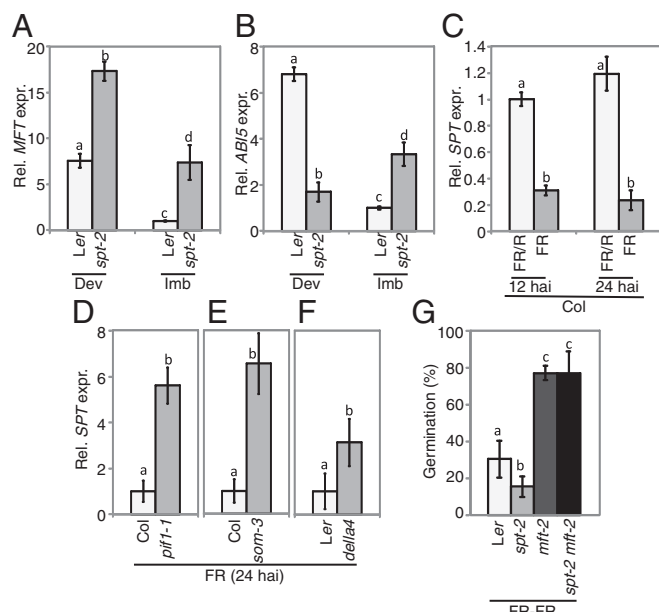 A
B
C
Rel. MFT expr.
20
15
10
5
0
a
b
c
d
Ler
spt-2
Ler
spt-2
Dev
Imb
Rel. ABI5 expr.
8
6
4
2
0
a
b
c
d
Ler
spt-2
Ler
spt-2
Dev
Imb
Rel. SPT expr.
1.4
1.2
1
0.8
0.6
0.4
0.2
0
a
b
a
b
FR/R
FR
FR/R
FR
12 hai
24 hai
Col
D
E
F
G
Rel. SPT expr.
8
6
4
2
0
a
b
a
b
a
b
Col
pif1-1
Col
som-3
Ler
della4
FR (24 hai)
Germination (%)
100
80
60
40
20
0
a
b
c
c
Ler
spt-2
mft-2
spt-2 mft-2
FR-FR